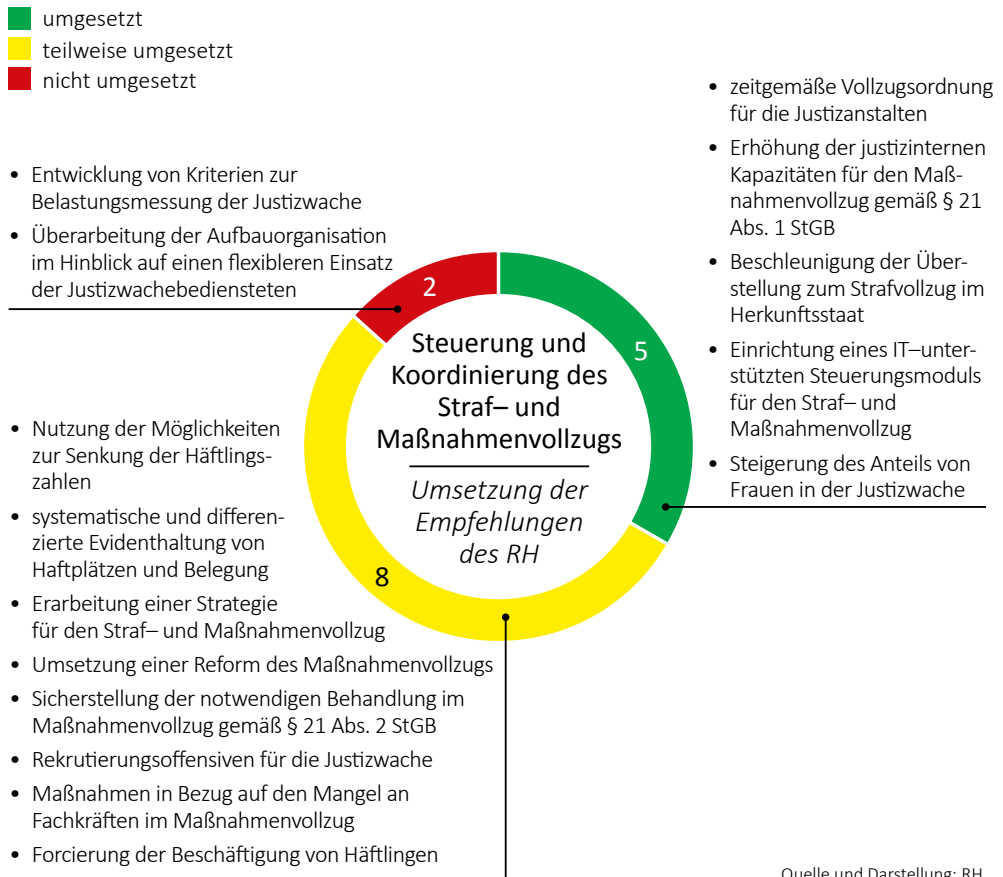 umgesetzt
teilweise umgesetzt
nicht umgesetzt
• Entwicklung von Kriterien zur
Belastungsmessung der Justizwache
• Überarbeitung der Aufbauorganisation
im Hinblick auf einen flexibleren Einsatz
der Justizwachebediensteten
• zeitgemäße Vollzugsordnung
für die Justizanstalten
• Erhöhung der justizinternen
Kapazitäten für den Maß-
nahmenvollzug gemäß § 21
Abs. 1 StGB
• Beschleunigung der Über-
stellung zum Strafvollzug im
Herkunftsstaat
• Einrichtung eines IT–unter-
stützten Steuerungsmoduls
für den Straf– und
Maßnahmenvollzug
• Steigerung des Anteils von
Frauen in der Justizwache
2
5
8
Steuerung und
Koordinierung des
Straf– und
Maßnahmenvollzugs
Umsetzung der
Empfehlungen
des RH
• Nutzung der Möglichkeiten
zur Senkung der Häftlings-
zahlen
• systematische und differen-
zierte Evidenthaltung von
Haftplätzen und Belegung
• Erarbeitung einer Strategie
für den Straf– und Maßnahmenvollzug
• Umsetzung einer Reform des Maßnahmenvollzugs
• Sicherstellung der notwendigen Behandlung im
Maßnahmenvollzug gemäß § 21 Abs. 2 StGB
• Rekrutierungsoffensiven für die Justizwache
• Maßnahmen in Bezug auf den Mangel an
Fachkräften im Maßnahmenvollzug
• Forcierung der Beschäftigung von Häftlingen
Quelle und Darstellung: RH